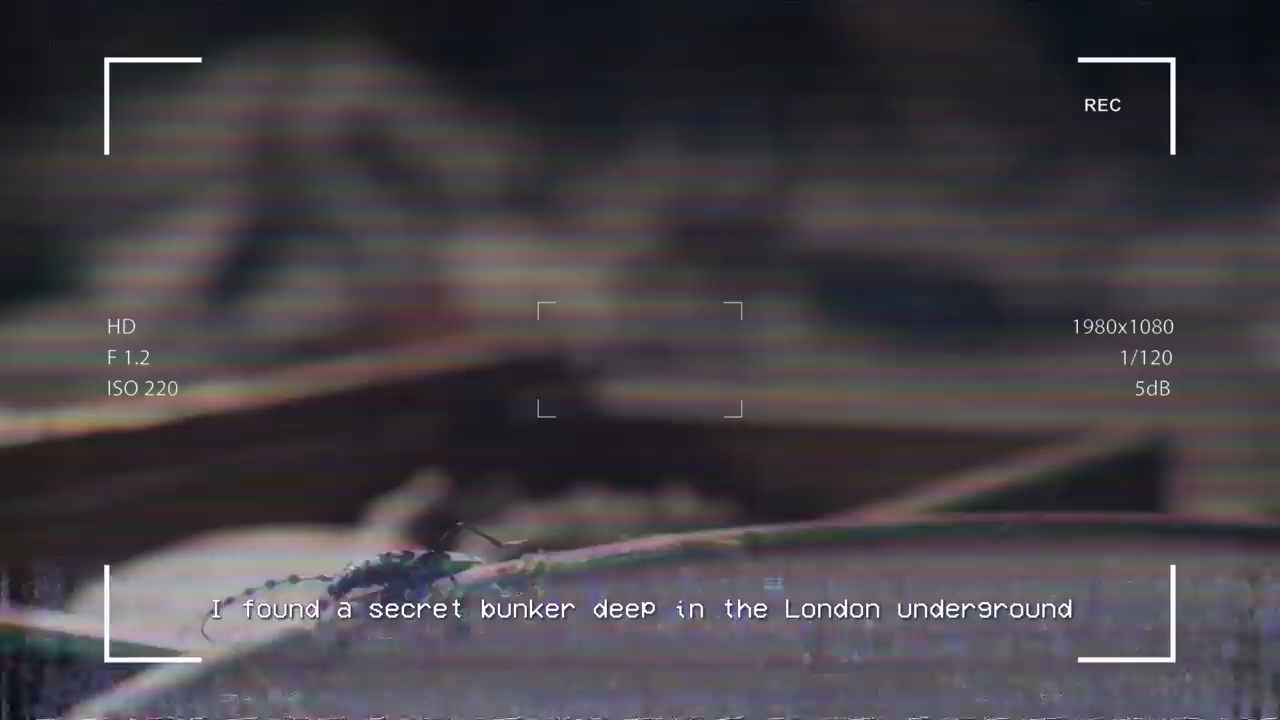 REC
HD
1980x1080
F 1.2
1/120
ISO 220
5dB
I found a secret bunker deep in the London underground